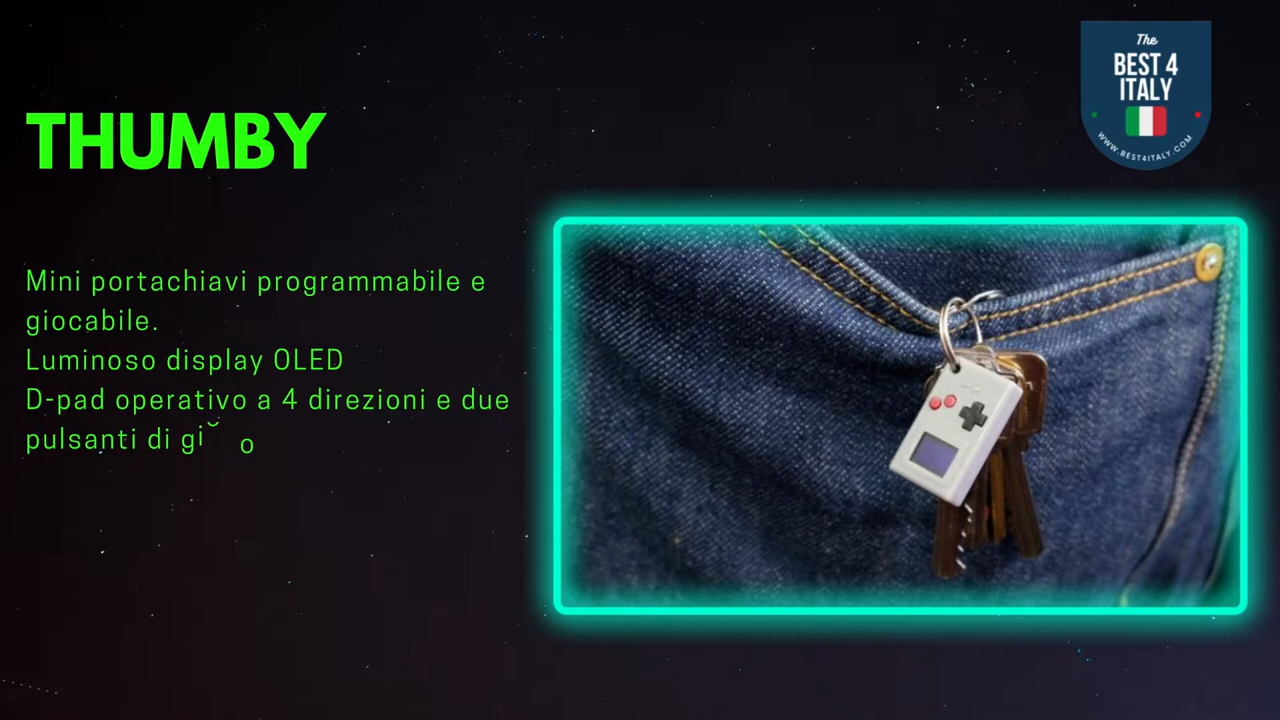 The
BEST 4
ITALY
WWW.BEST4ITALY.COM
THUMBY
Mini portachiavi programmabile e
giocabile.
Luminoso display OLED
D-pad operativo a 4 direzioni e due
pulsanti di